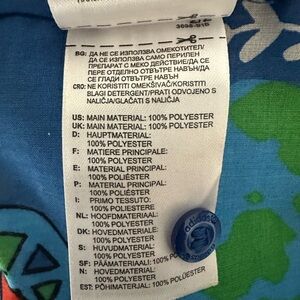 BG: ДА НЕ СЕ ИЗПОЛЗВА ОМЕКОТИТЕЛ/
ДА СЕ ИЗПОЛЗВА САМО ПЕРИЛЕН
ПРЕПАРАТ С МЕКО ДЕЙСТВИЕ/ДА СЕ
ПЕРЕ ОТДЕЛНО ОТВЪТРЕ НАВЪН/ДА
СЕ ГЛАДИ ОТВЪТРЕ НАВЪН
CRO: NE KORISTITI OMEKŠIVAČ/KORISTITI
BLAGI DETERGENT/PRATI ODVOJENO S
NALIČJA/GLAČATI S NALIČJA
US: MAIN MATERIAL: 100% POLYESTER
UK: MAIN MATERIAL: 100% POLYESTER
D: HAUPTMATERIAL:
100% POLYESTER
F: MATIERE PRINCIPALE:
100% POLYESTER
E: MATERIAL PRINCIPAL:
100% POLIÉSTER
P: MATERIAL PRINCIPAL:
100% POLIÉSTER
I: PRIMO TESSUTO:
100% POLIESTERE
NL: HOOFDMATERIAAL:
100% POLYESTER
DK: HOVEDMATERIALE:
100% POLYESTER
S: HUVUDMATERIAL:
100% POLYESTER
SF: PÄÄMATERIAALI: 100%
N: HOVEDMATERIAL:
100% POLYESTER
EST: PÕHIMATERJAL: 100% POLÜESTER
adidas